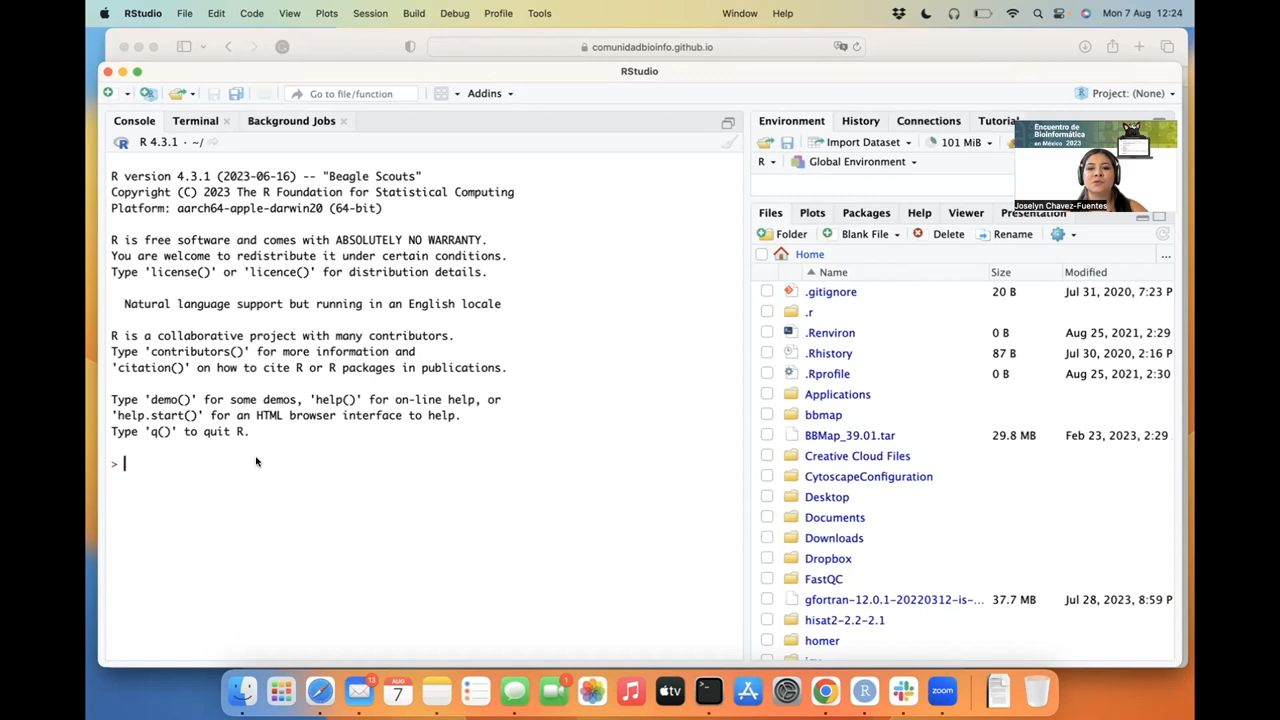 RStudio File Edit Code View Plots Session Build Debug Profile Tools Window Help Mon 7 Aug 12:24
comunidadbioinfo.github.io
RStudio
Go to file/function Addins Project: (None)
Console Terminal Background Jobs
R 4.3.1 · ~/
R version 4.3.1 (2023-06-16) -- "Beagle Scouts"
Copyright (C) 2023 The R Foundation for Statistical Computing
Platform: aarch64-apple-darwin20 (64-bit)
R is free software and comes with ABSOLUTELY NO WARRANTY.
You are welcome to redistribute it under certain conditions.
Type 'license()' or 'licence()' for distribution details.
Natural language support but running in an English locale
R is a collaborative project with many contributors.
Type 'contributors()' for more information and
'citation()' on how to cite R or R packages in publications.
Type 'demo()' for some demos, 'help()' for on-line help, or
'help.start()' for an HTML browser interface to help.
Type 'q()' to quit R.
>
Environment History Connections Tutorial
Import Dataset 101 MiB
R Global Environment
Encuentro de
Bioinformática
en México 2023
Joselyn Chavez-Fuentes
Files Plots Packages Help Viewer Presentation
Folder Blank File Delete Rename
Home ...
Name Size Modified
.gitignore 20 B Jul 31, 2020, 7:23 P
.r
.Renviron 0 B Aug 25, 2021, 2:29
.Rhistory 87 B Jul 30, 2020, 2:16 P
.Rprofile 0 B Aug 25, 2021, 2:30
Applications
bbmap
BBMap_39.01.tar 29.8 MB Feb 23, 2023, 2:29
Creative Cloud Files
CytoscapeConfiguration
Desktop
Documents
Downloads
Dropbox
FastQC
gfortran-12.0.1-20220312-is-... 37.7 MB Jul 28, 2023, 8:59 P
hisat2-2.2-2.1
homer
13 AUG 7 1 tv R zoom